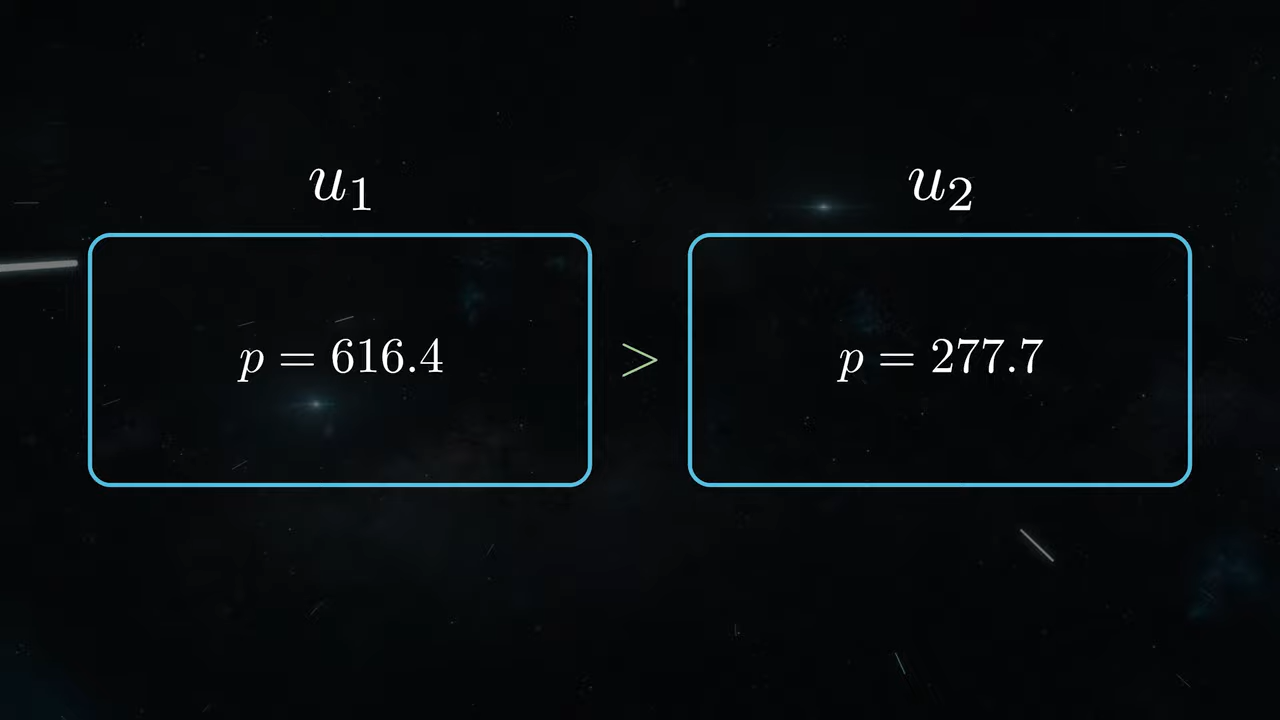 u₁ u₂
p = 616.4 > p = 277.7